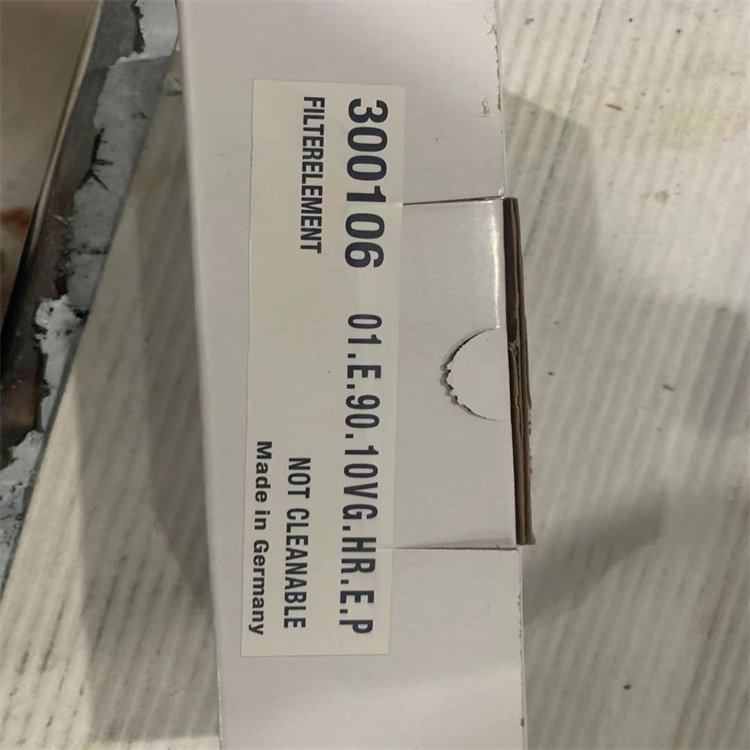 300106 01.E.90.10VG.HR.E.P
FILTERELEMENT
NOT CLEANABLE
Made in Germany